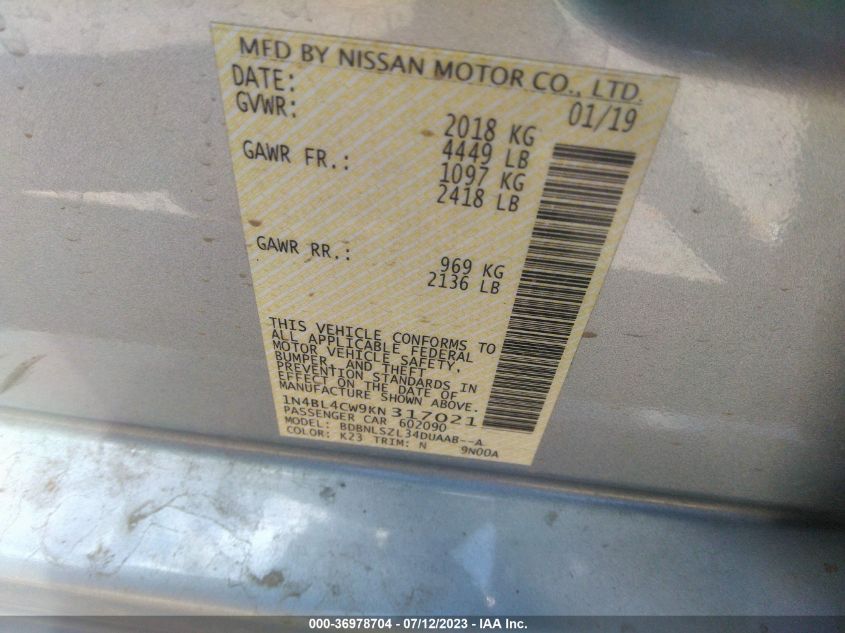 MFD BY NISSAN MOTOR CO., LTD.
DATE: 01/19
GVWR: 2018 KG
4449 LB
GAWR FR.: 1097 KG
2418 LB
GAWR RR.: 969 KG
2136 LB
THIS VEHICLE CONFORMS TO
ALL APPLICABLE FEDERAL
MOTOR VEHICLE SAFETY,
BUMPER, AND THEFT
PREVENTION STANDARDS IN
EFFECT ON THE DATE OF
MANUFACTURE SHOWN ABOVE.
1N4BL4CW9KN317021
PASSENGER CAR 602090
MODEL: BDBNLSZL34DUAAB--A
COLOR: K23 TRIM: N 9N00A
000-36978704 - 07/12/2023 - IAA Inc.